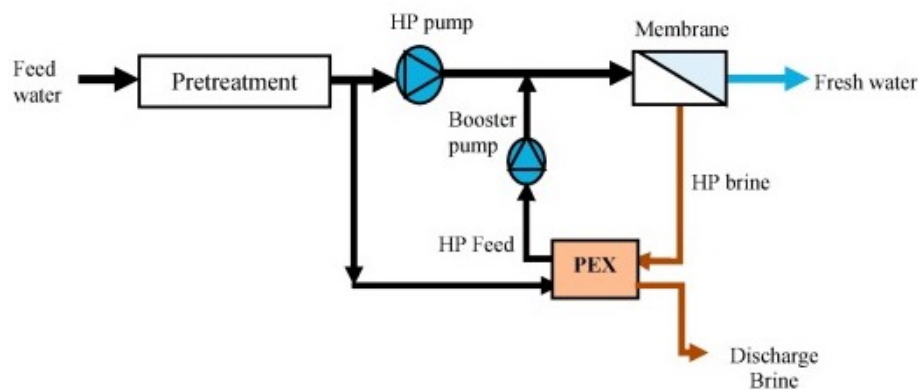 HP pump
Membrane
Feed
water
Pretreatment
Fresh water
Booster
pump
HP brine
HP Feed
PEX
Discharge
Brine